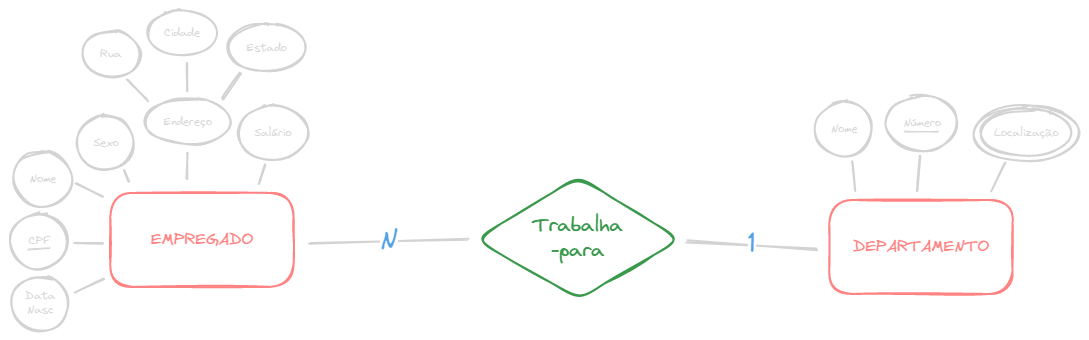 Cidade
Rua
Estado
Endereço
Salário
Sexo
Nome
CPF
Data
Nasc
EMPREGADO
N
Trabalha
-para
1
Nome
Número
Localização
DEPARTAMENTO